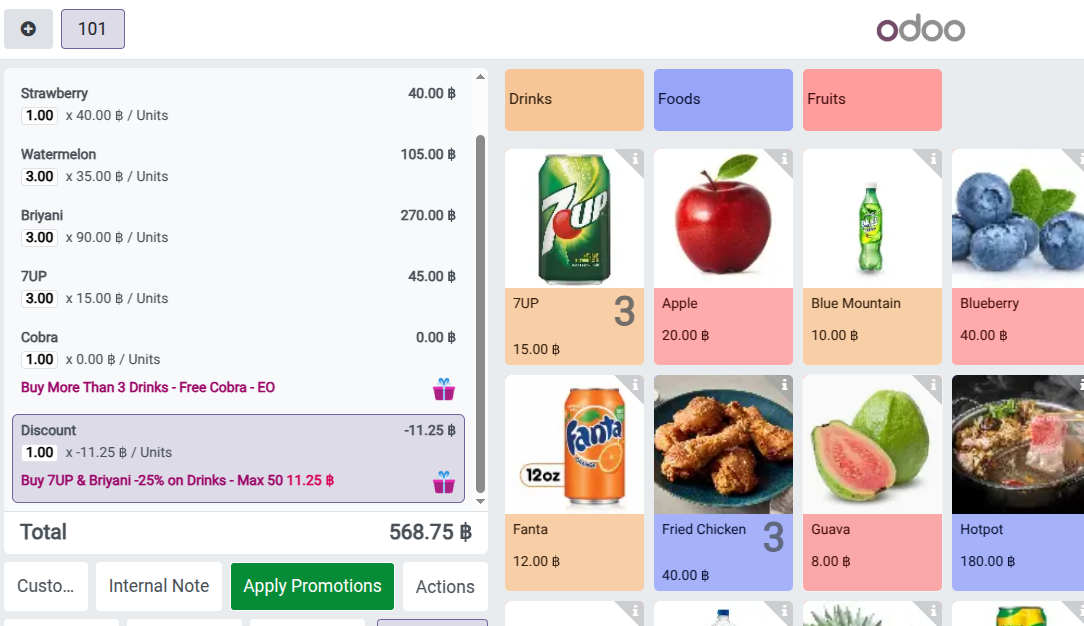 101
odoo
Strawberry 40.00 ฿
1.00 x 40.00 ฿ / Units
Watermelon 105.00 ฿
3.00 x 35.00 ฿ / Units
Briyani 270.00 ฿
3.00 x 90.00 ฿ / Units
7UP 45.00 ฿
3.00 x 15.00 ฿ / Units
Cobra 0.00 ฿
1.00 x 0.00 ฿ / Units
Buy More Than 3 Drinks - Free Cobra - EO
Discount -11.25 ฿
1.00 x -11.25 ฿ / Units
Buy 7UP & Briyani -25% on Drinks - Max 50 11.25 ฿
Total 568.75 ฿
Custo... Internal Note Apply Promotions Actions
Drinks Foods Fruits
7UP
7UP 3
15.00 ฿
Apple
20.00 ฿
Blue Mountain
10.00 ฿
Blueberry
40.00 ฿
Fanta
ORANGE
12oz
Fanta
12.00 ฿
Fried Chicken 3
40.00 ฿
Guava
8.00 ฿
Hotpot
180.00 ฿